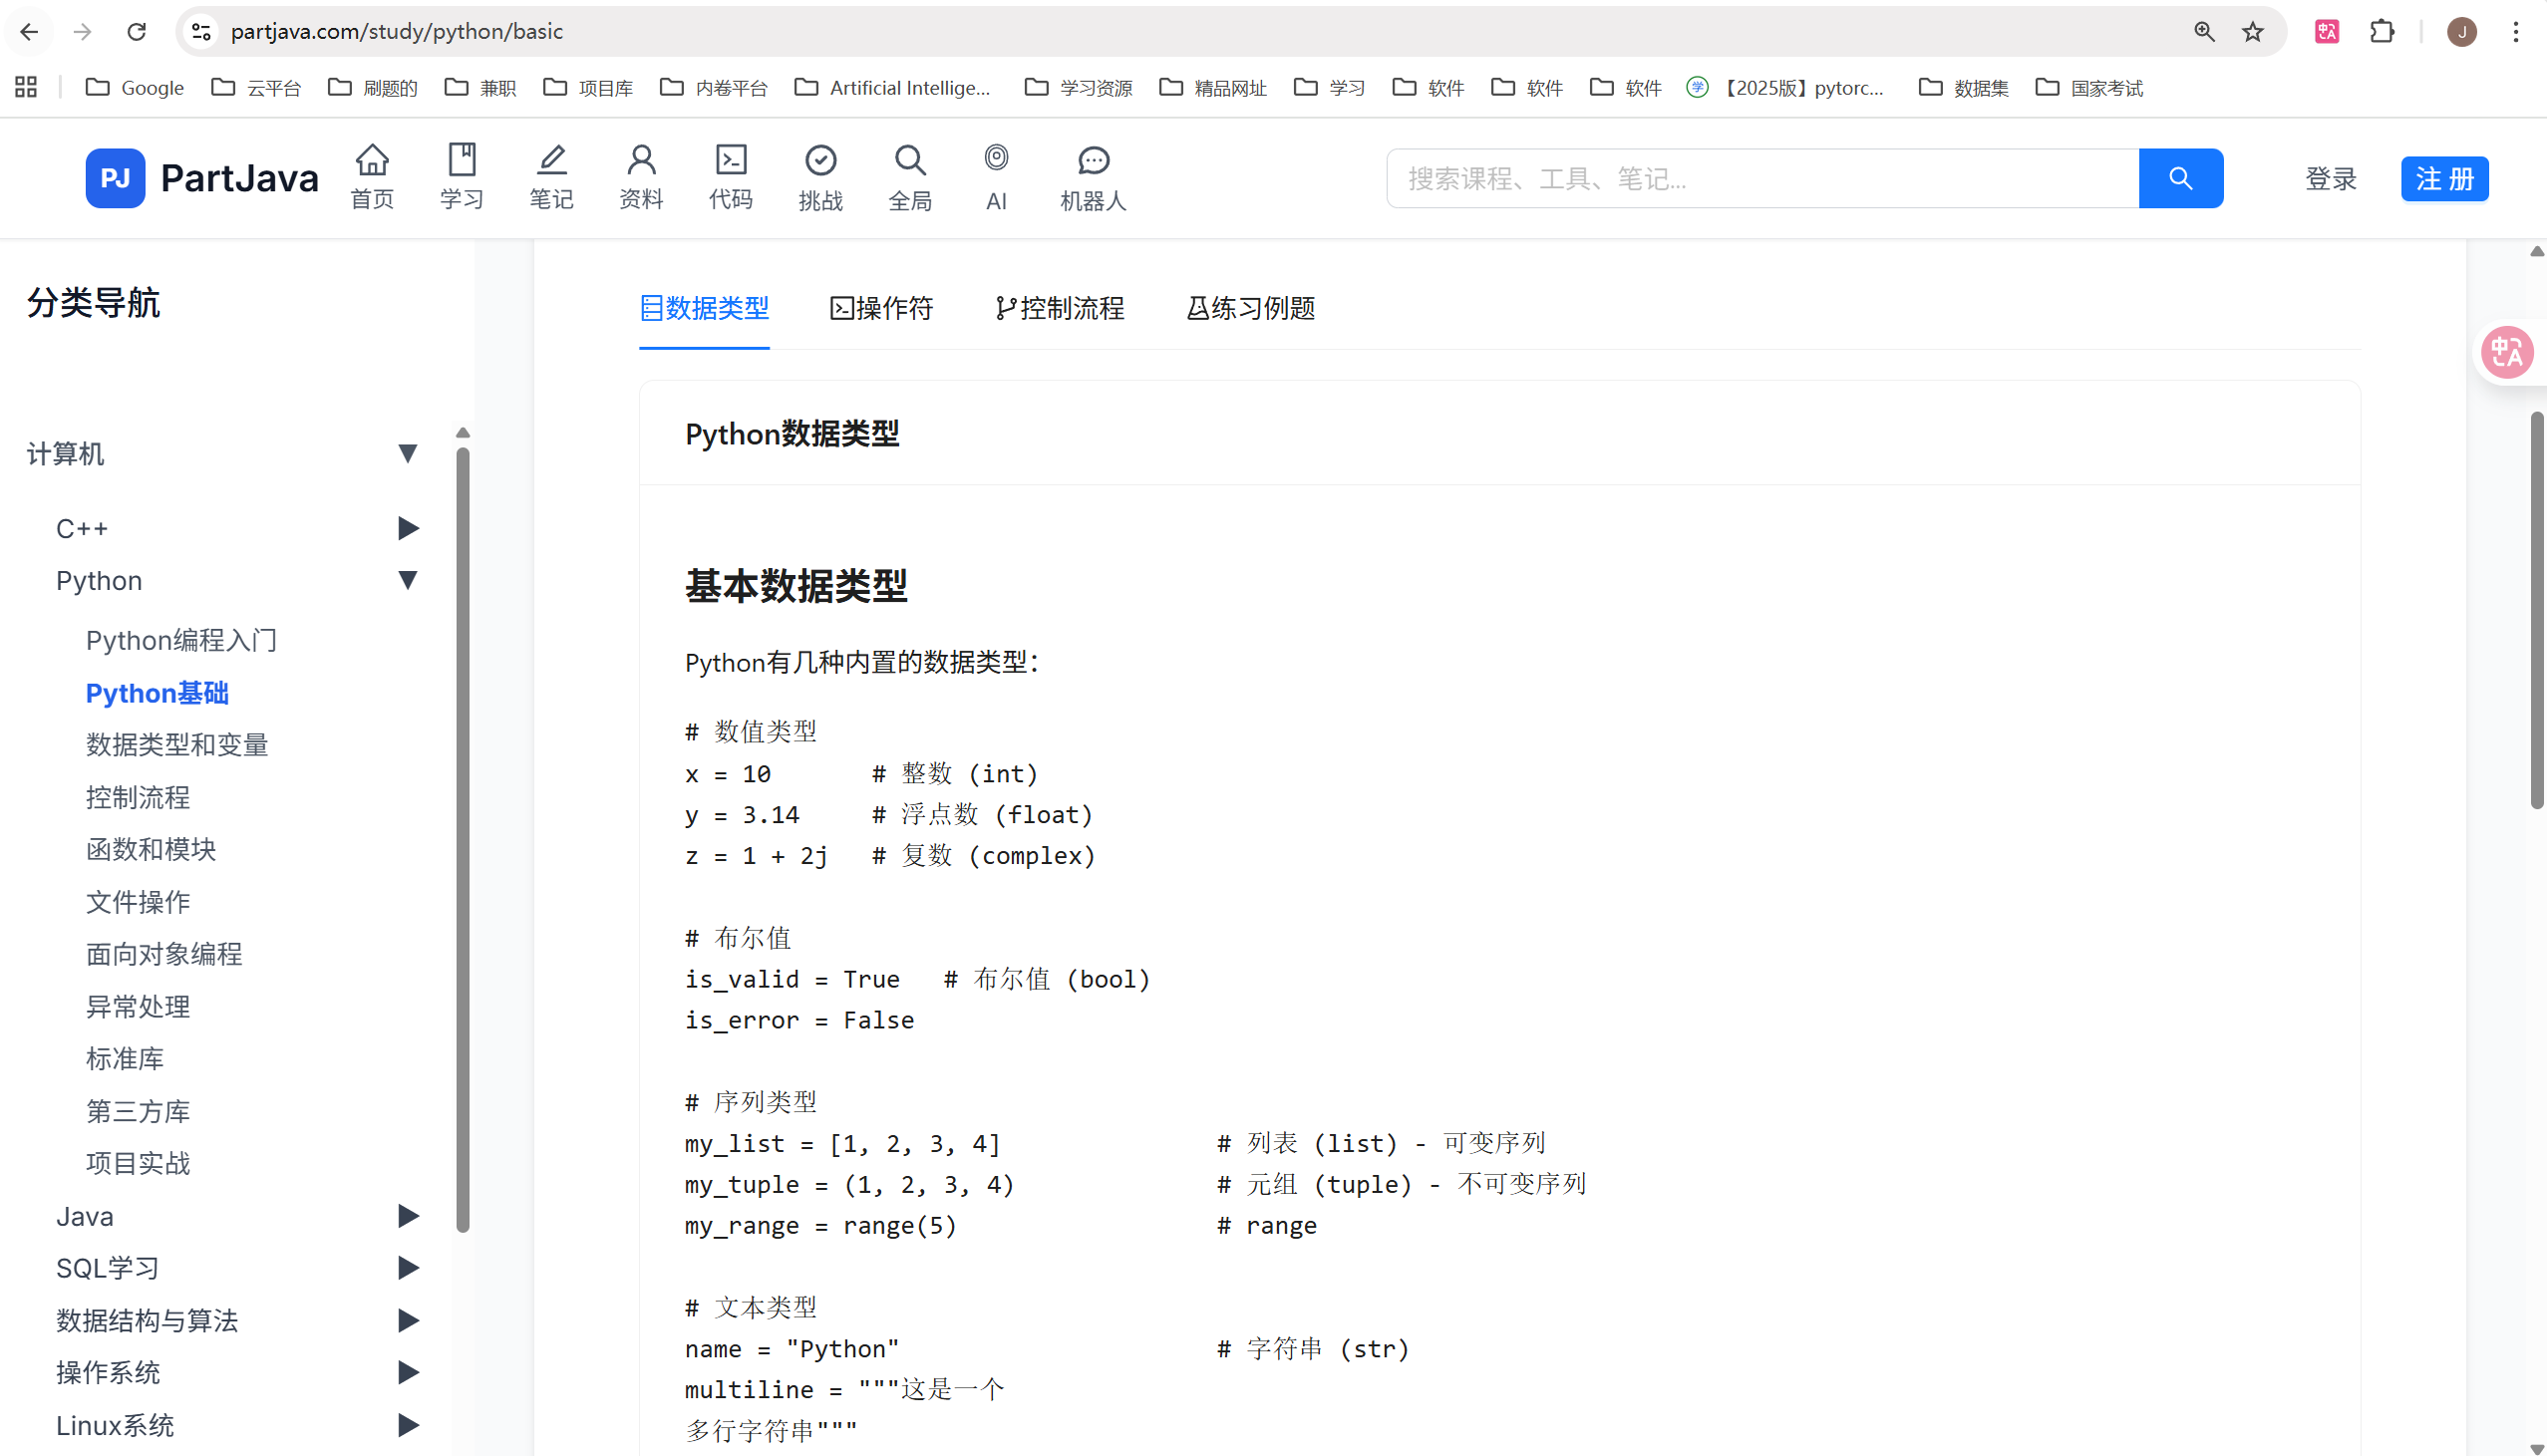 partjava.com/study/python/basic
J
Google
云平台
刷题的
兼职
项目库
内卷平台
Artificial Intellige...
学习资源
精品网址
学习
软件
软件
软件
学
【2025版】pytorc...
数据集
国家考试
PJ
PartJava
首页
学习
笔记
资料
代码
挑战
全局
AI
机器人
搜索课程、工具、笔记...
登录
注 册
分类导航
计算机
C++
Python
Python编程入门
Python基础
数据类型和变量
控制流程
函数和模块
文件操作
面向对象编程
异常处理
标准库
第三方库
项目实战
Java
SQL学习
数据结构与算法
操作系统
Linux系统
数据类型
操作符
控制流程
练习例题
Python数据类型
基本数据类型
Python有几种内置的数据类型：
# 数值类型
x = 10       # 整数 (int)
y = 3.14     # 浮点数 (float)
z = 1 + 2j   # 复数 (complex)
# 布尔值
is_valid = True   # 布尔值 (bool)
is_error = False
# 序列类型
my_list = [1, 2, 3, 4]               # 列表 (list) - 可变序列
my_tuple = (1, 2, 3, 4)              # 元组 (tuple) - 不可变序列
my_range = range(5)                  # range
# 文本类型
name = "Python"                      # 字符串 (str)
multiline = """这是一个
多行字符串"""
中A